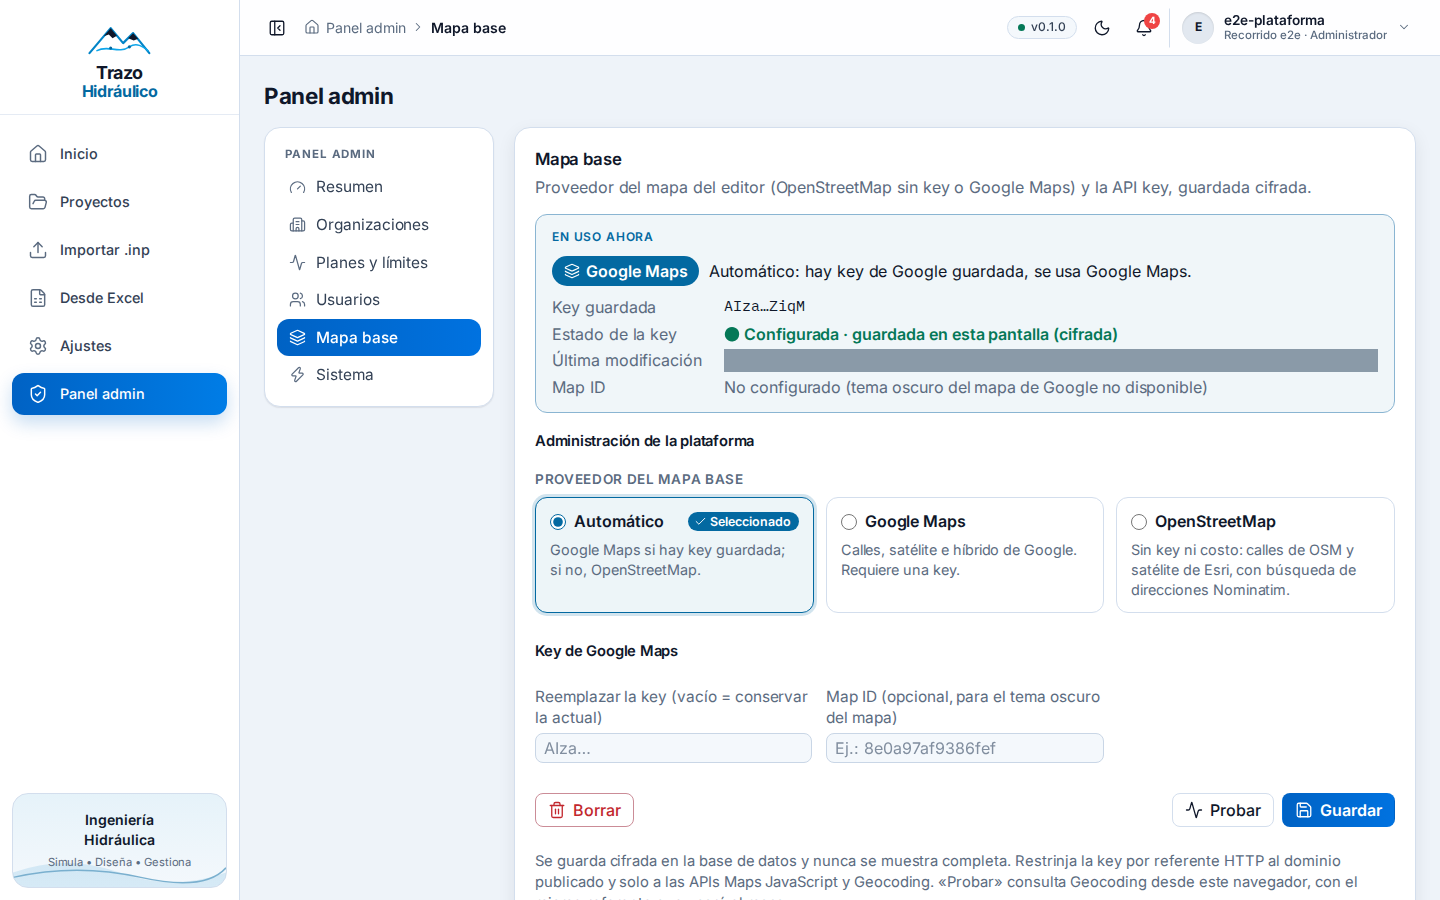 Trazo
Hidráulico
Inicio
Proyectos
Importar .inp
Desde Excel
Ajustes
Panel admin
Ingeniería
Hidráulica
Simula • Diseña • Gestiona
Panel admin
Mapa base
v0.1.0
4
E
e2e-plataforma
Recorrido e2e · Administrador
Panel admin
PANEL ADMIN
Resumen
Organizaciones
Planes y límites
Usuarios
Mapa base
Sistema
Mapa base
Proveedor del mapa del editor (OpenStreetMap sin key o Google Maps) y la API key, guardada cifrada.
EN USO AHORA
Google Maps Automático: hay key de Google guardada, se usa Google Maps.
Key guardada AIza…ZiqM
Estado de la key Configurada · guardada en esta pantalla (cifrada)
Última modificación
Map ID No configurado (tema oscuro del mapa de Google no disponible)
Administración de la plataforma
PROVEEDOR DEL MAPA BASE
Automático Seleccionado
Google Maps si hay key guardada;
si no, OpenStreetMap.
Google Maps
Calles, satélite e híbrido de Google.
Requiere una key.
OpenStreetMap
Sin key ni costo: calles de OSM y
satélite de Esri, con búsqueda de
direcciones Nominatim.
Key de Google Maps
Reemplazar la key (vacío = conservar
la actual)
AIza...
Map ID (opcional, para el tema oscuro
del mapa)
Ej.: 8e0a97af9386fef
Borrar
Probar
Guardar
Se guarda cifrada en la base de datos y nunca se muestra completa. Restrinja la key por referente HTTP al dominio
publicado y solo a las APIs Maps JavaScript y Geocoding. «Probar» consulta Geocoding desde este navegador, con el